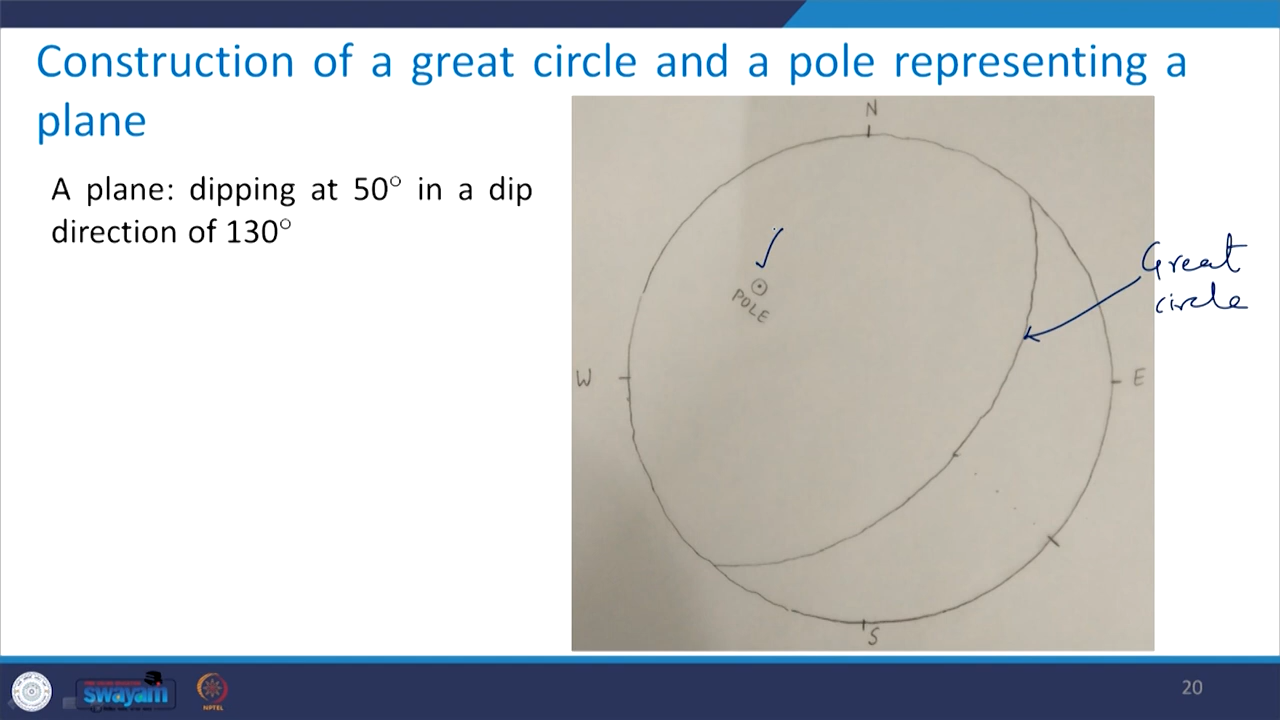 Construction of a great circle and a pole representing a
plane
A plane: dipping at 50° in a dip
direction of 130°
N
Great
circle
POLE
W
E
S
swayam
NPTEL
20